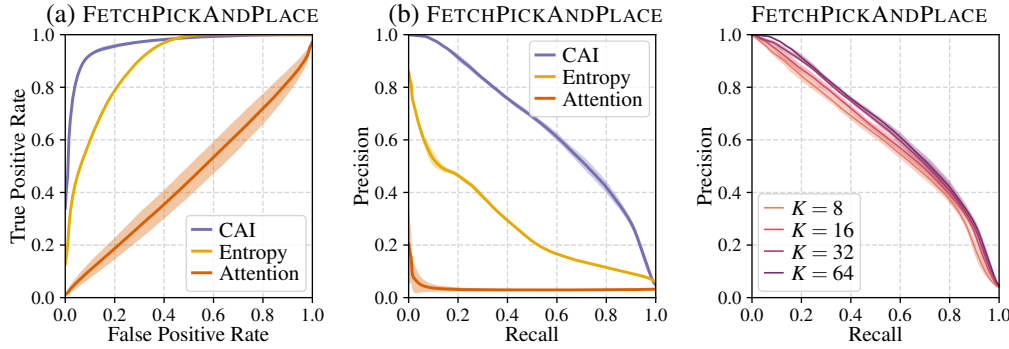 (a) FETCHPICKANDPLACE
True Positive Rate
1.0
0.8
0.6
0.4
0.2
0.0
CAI
Entropy
Attention
0.0 0.2 0.4 0.6 0.8 1.0
False Positive Rate
(b) FETCHPICKANDPLACE
Precision
1.0
0.8
0.6
0.4
0.2
0.0
CAI
Entropy
Attention
0.0 0.2 0.4 0.6 0.8 1.0
Recall
FETCHPICKANDPLACE
Precision
1.0
0.8
0.6
0.4
0.2
0.0
K = 8
K = 16
K = 32
K = 64
0.0 0.2 0.4 0.6 0.8 1.0
Recall